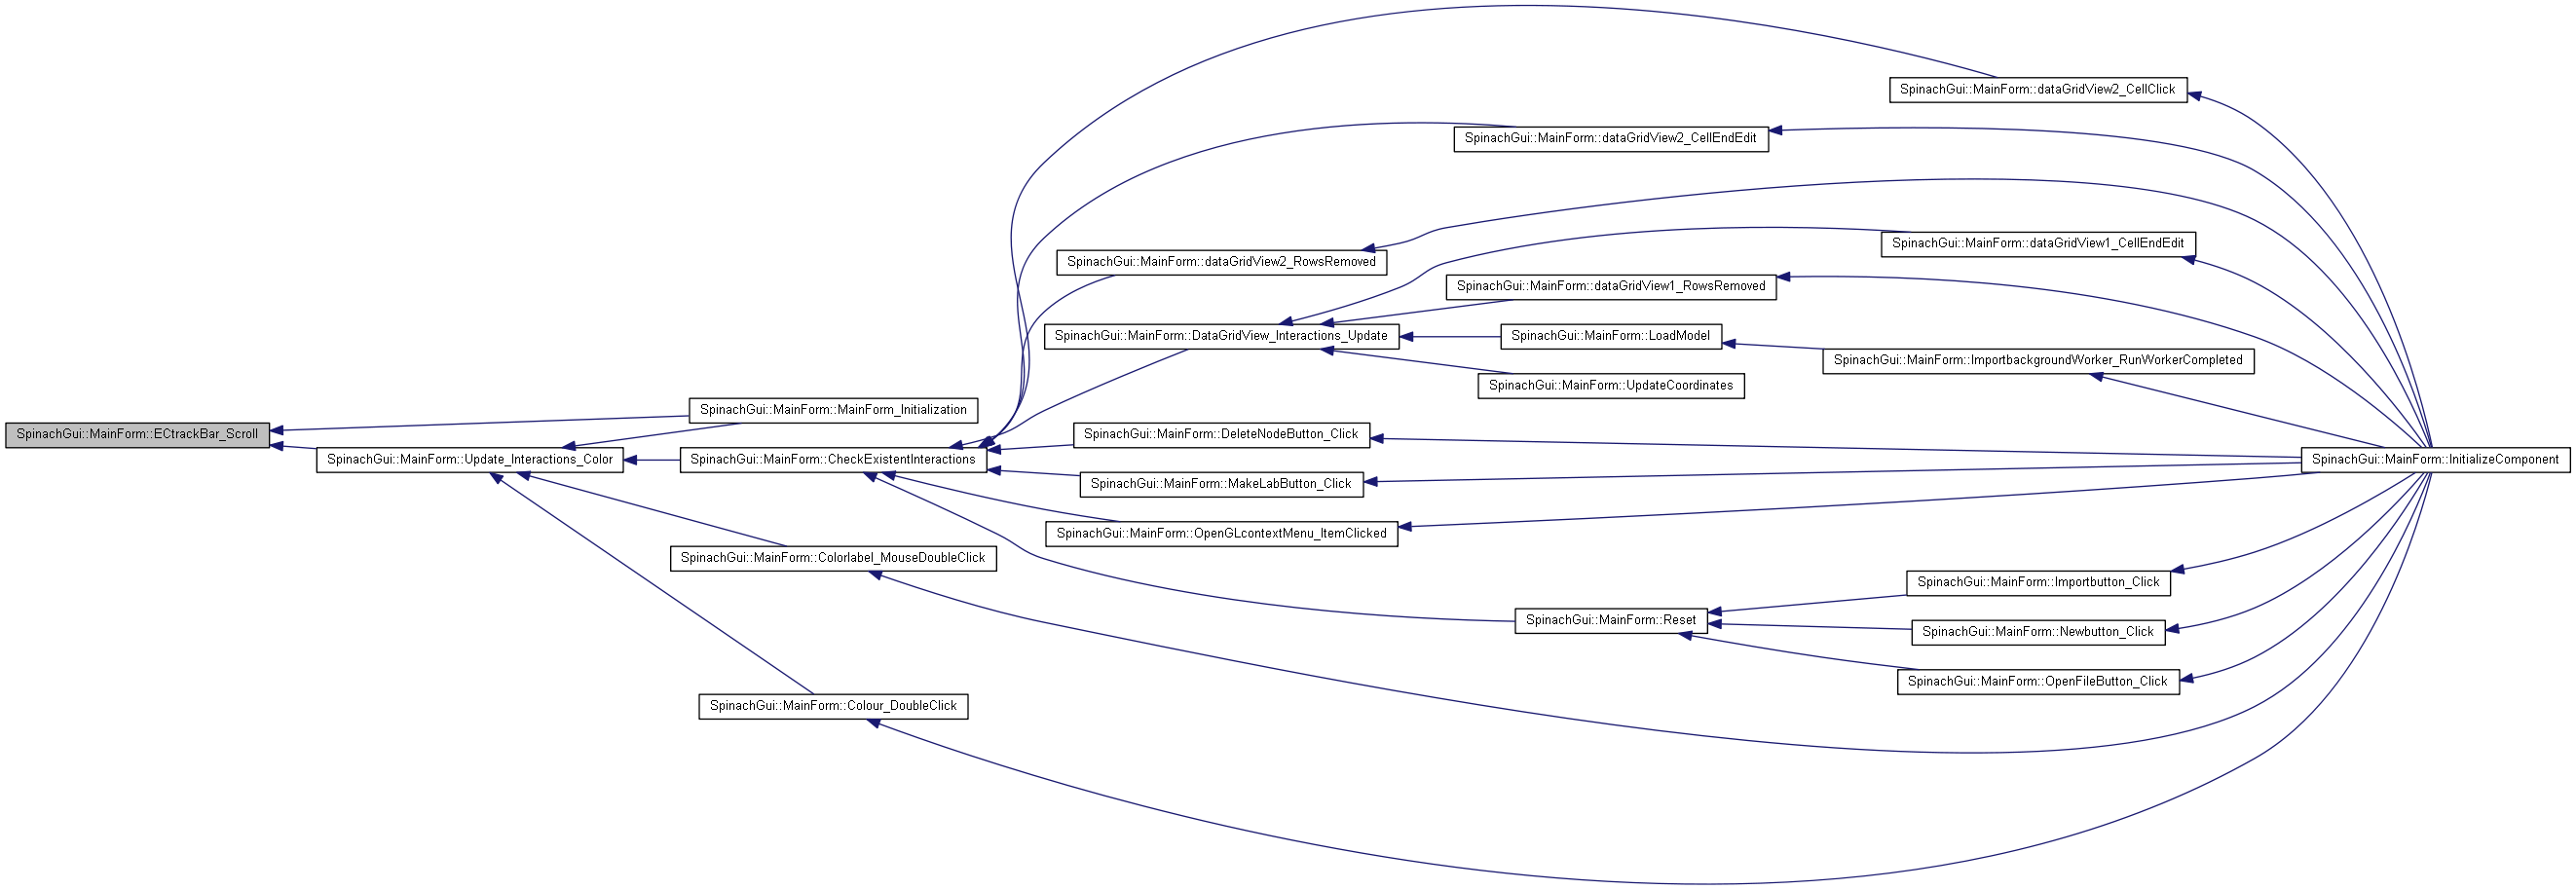 SpinachGui::MainForm::dataGridView2_CellClick
SpinachGui::MainForm::dataGridView2_CellEndEdit
SpinachGui::MainForm::dataGridView1_CellEndEdit
SpinachGui::MainForm::dataGridView2_RowsRemoved
SpinachGui::MainForm::dataGridView1_RowsRemoved
SpinachGui::MainForm::DataGridView_Interactions_Update
SpinachGui::MainForm::LoadModel
SpinachGui::MainForm::ImportbackgroundWorker_RunWorkerCompleted
SpinachGui::MainForm::UpdateCoordinates
SpinachGui::MainForm::MainForm_Initialization
SpinachGui::MainForm::ECtrackBar_Scroll
SpinachGui::MainForm::DeleteNodeButton_Click
SpinachGui::MainForm::Update_Interactions_Color
SpinachGui::MainForm::CheckExistentInteractions
SpinachGui::MainForm::InitializeComponent
SpinachGui::MainForm::MakeLabButton_Click
SpinachGui::MainForm::OpenGLcontextMenu_ItemClicked
SpinachGui::MainForm::Colorlabel_MouseDoubleClick
SpinachGui::MainForm::Importbutton_Click
SpinachGui::MainForm::Reset
SpinachGui::MainForm::Newbutton_Click
SpinachGui::MainForm::OpenFileButton_Click
SpinachGui::MainForm::Colour_DoubleClick